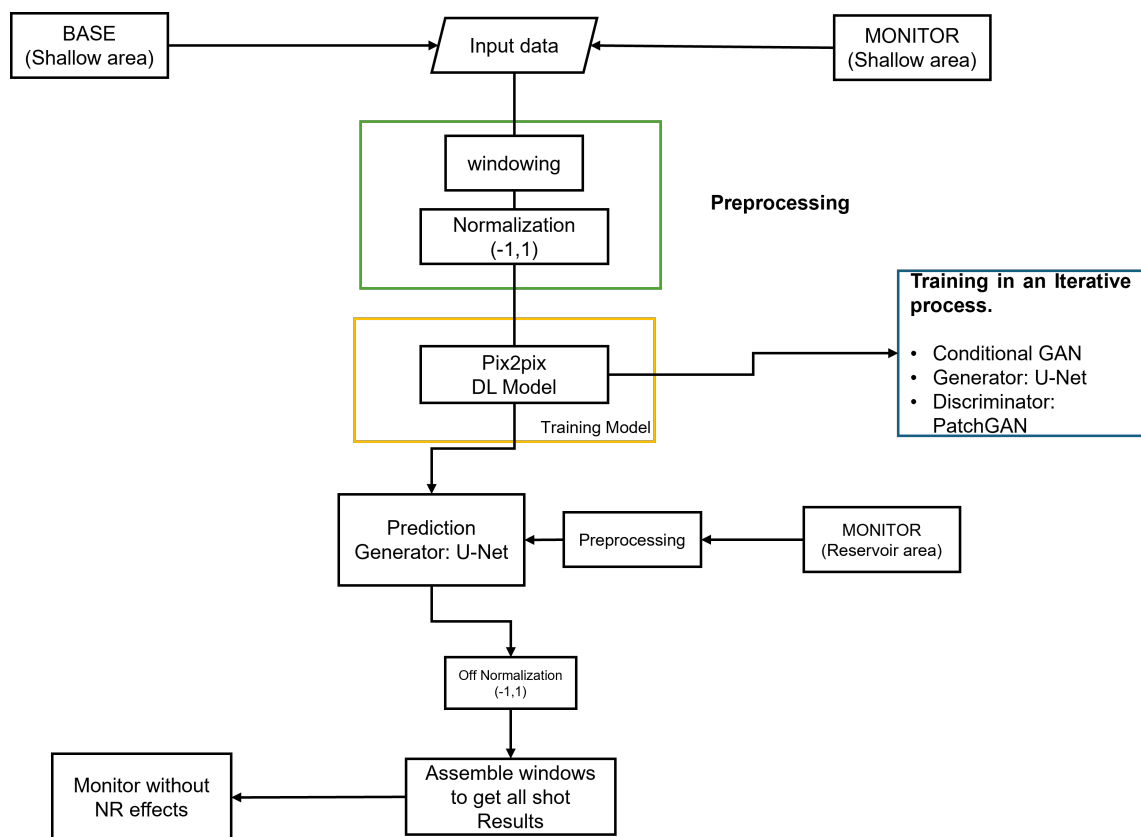 BASE
(Shallow area)
Input data
MONITOR
(Shallow area)
windowing
Normalization
(-1,1)
Preprocessing
Training in an Iterative
process.
• Conditional GAN
• Generator: U-Net
• Discriminator:
PatchGAN
Pix2pix
DL Model
Training Model
Prediction
Generator: U-Net
Preprocessing
MONITOR
(Reservoir area)
Off Normalization
(-1,1)
Assemble windows
to get all shot
Results
Monitor without
NR effects